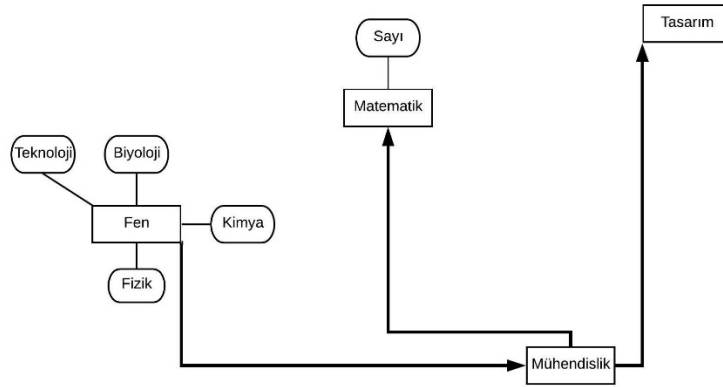 Tasarım
Sayı
Matematik
Teknoloji
Biyoloji
Fen
Kimya
Fizik
Mühendislik